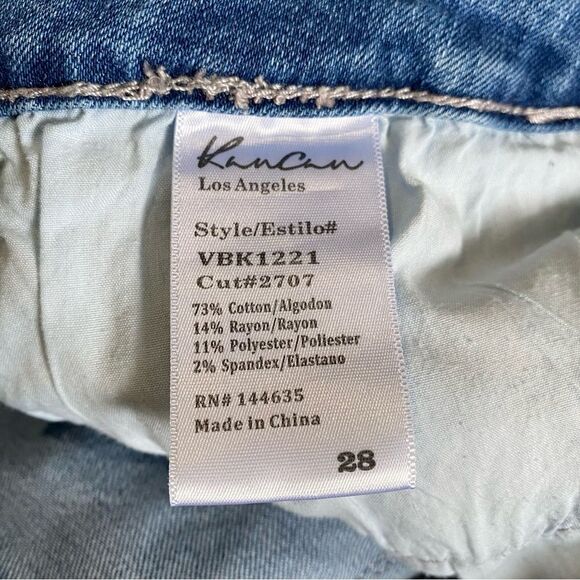 KanCan
Los Angeles
Style/Estilo#
VBK1221
Cut#2707
73% Cotton/Algodon
14% Rayon/Rayon
11% Polyester/Poliester
2% Spandex/Elastano
RN# 144635
Made in China
28